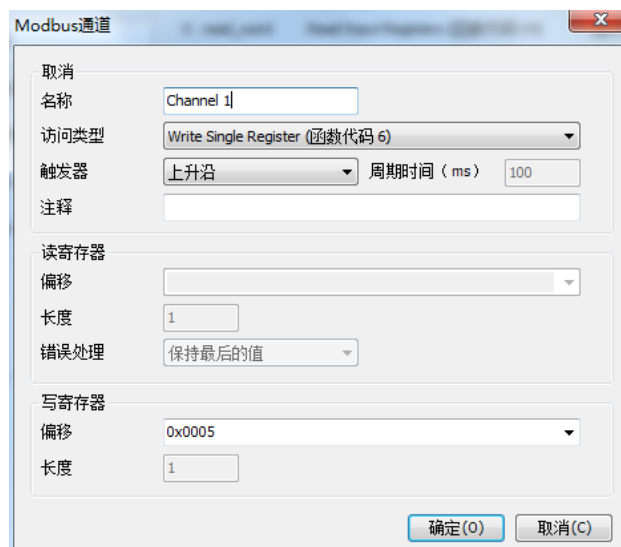 Modbus通道
取消
名称 Channel 1
访问类型 Write Single Register (函数代码 6)
触发器 上升沿 周期时间（ms） 100
注释
读寄存器
偏移
长度 1
错误处理 保持最后的值
写寄存器
偏移 0x0005
长度 1
确定(O) 取消(C)